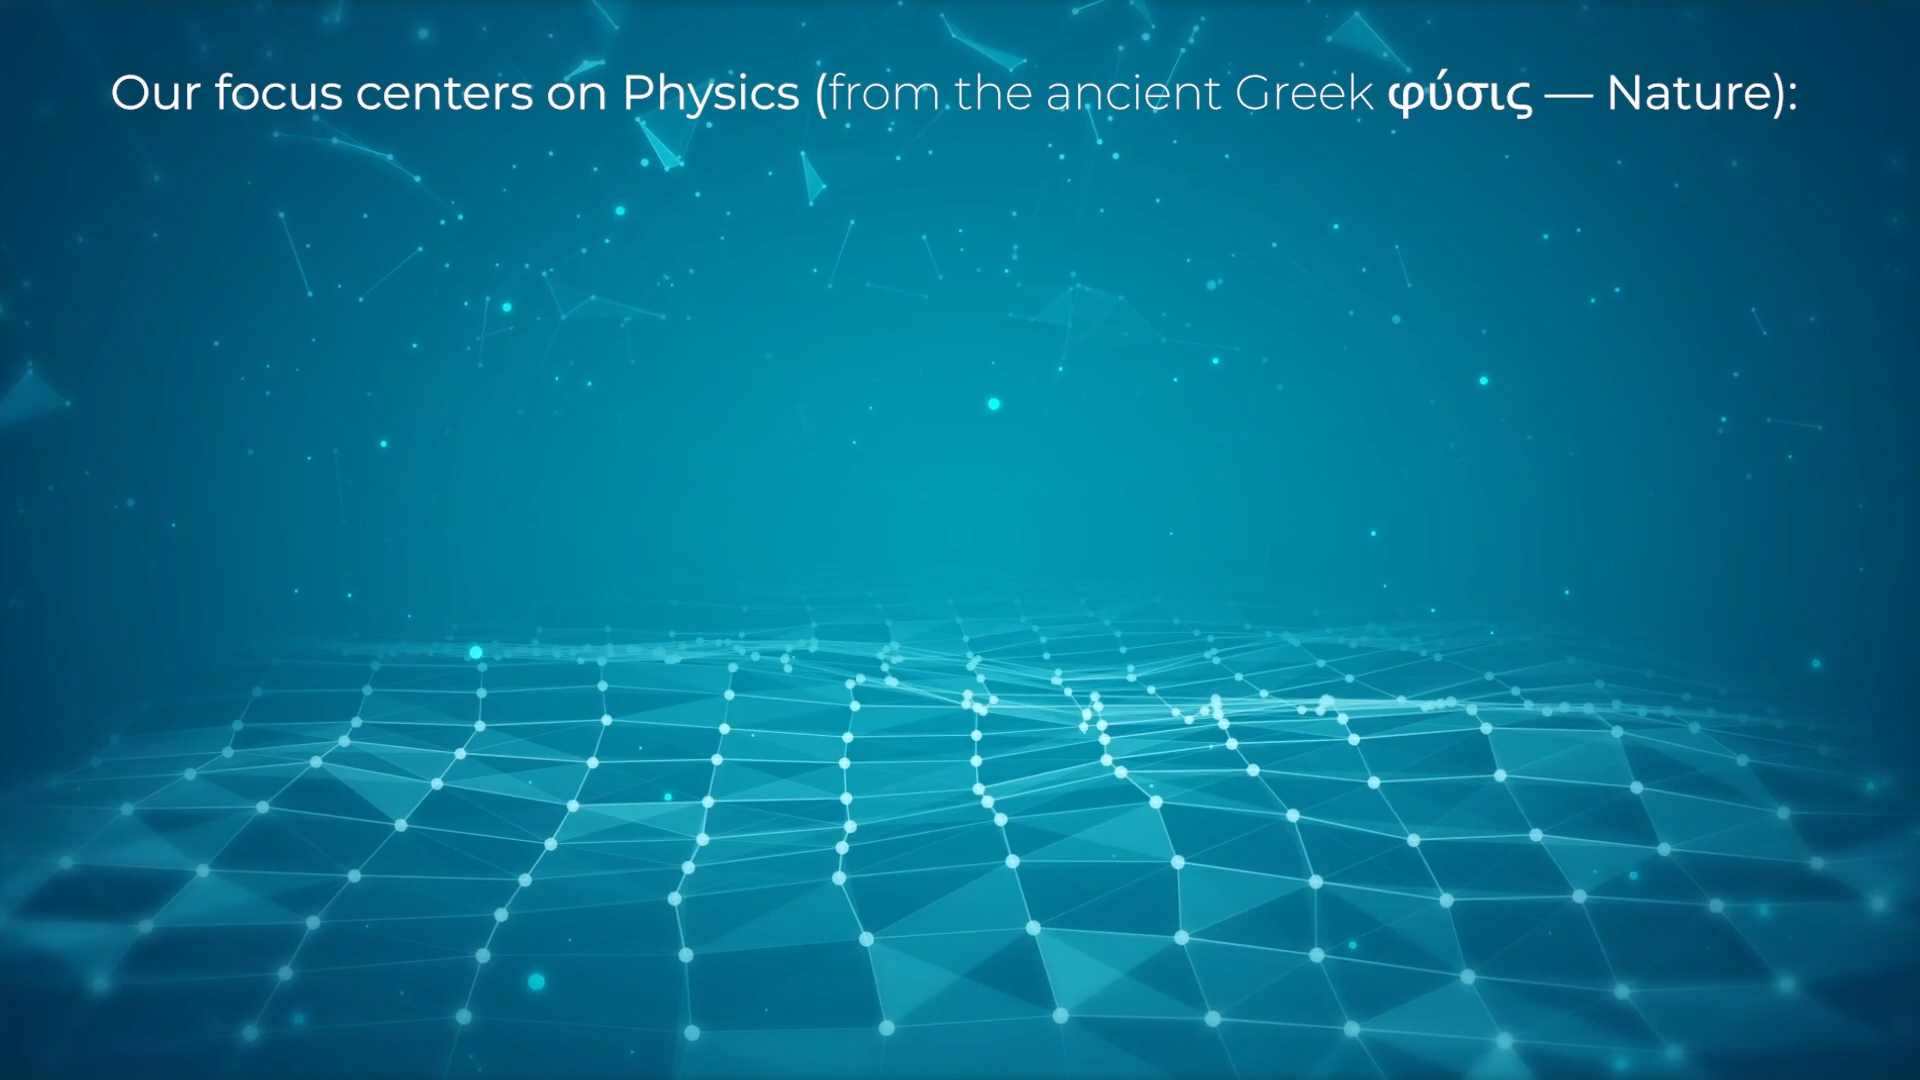 Our focus centers on Physics (from the ancient Greek φύσις — Nature):